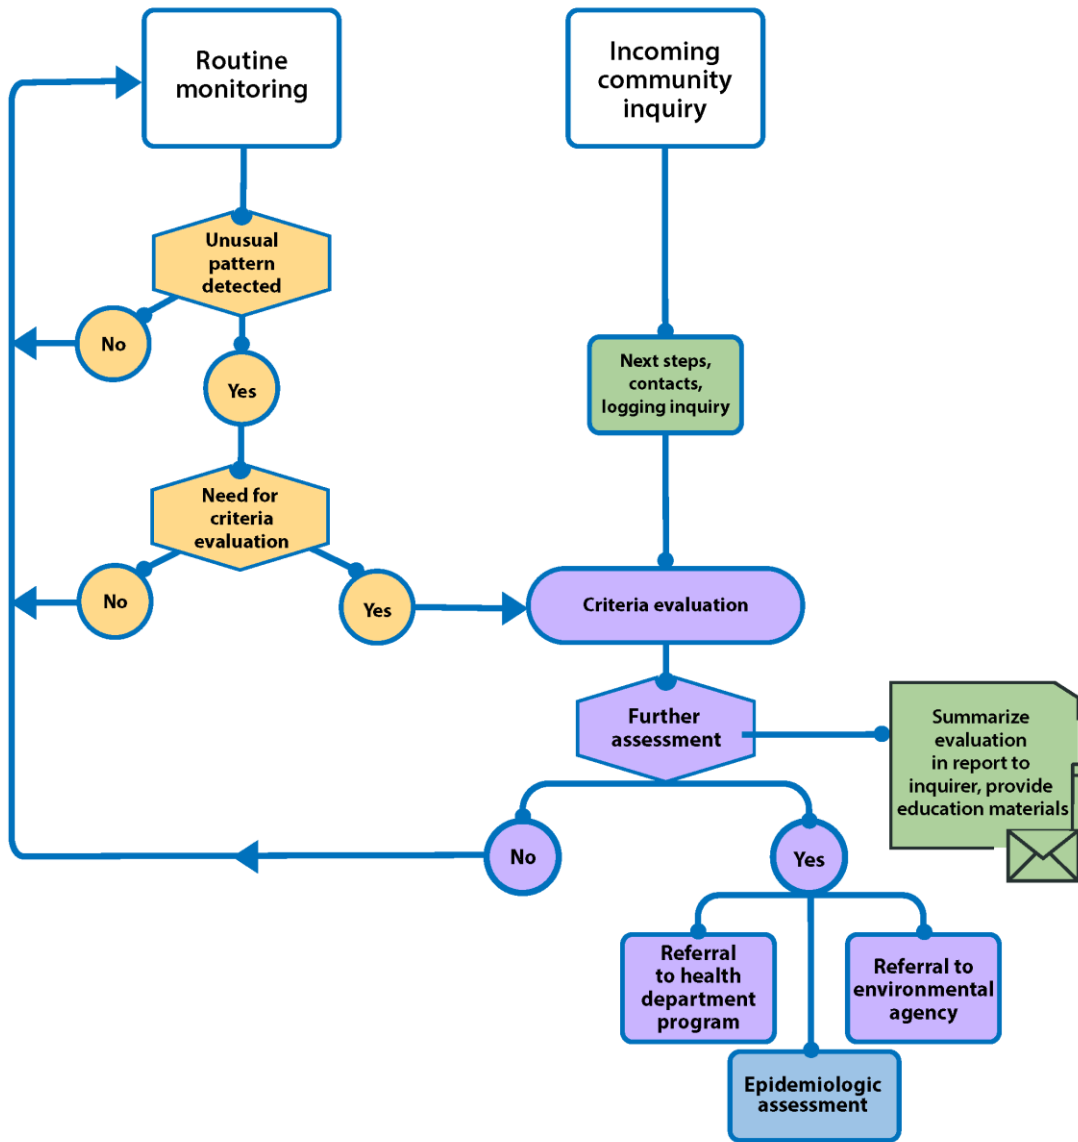 Routine
monitoring
Incoming
community
inquiry
Unusual
pattern
detected
No
Yes
Next steps,
contacts,
logging inquiry
Need for
criteria
evaluation
No
Yes
Criteria evaluation
Further
assessment
Summarize
evaluation
in report to
inquirer, provide
education materials
No
Yes
Referral
to health
department
program
Referral to
environmental
agency
Epidemiologic
assessment